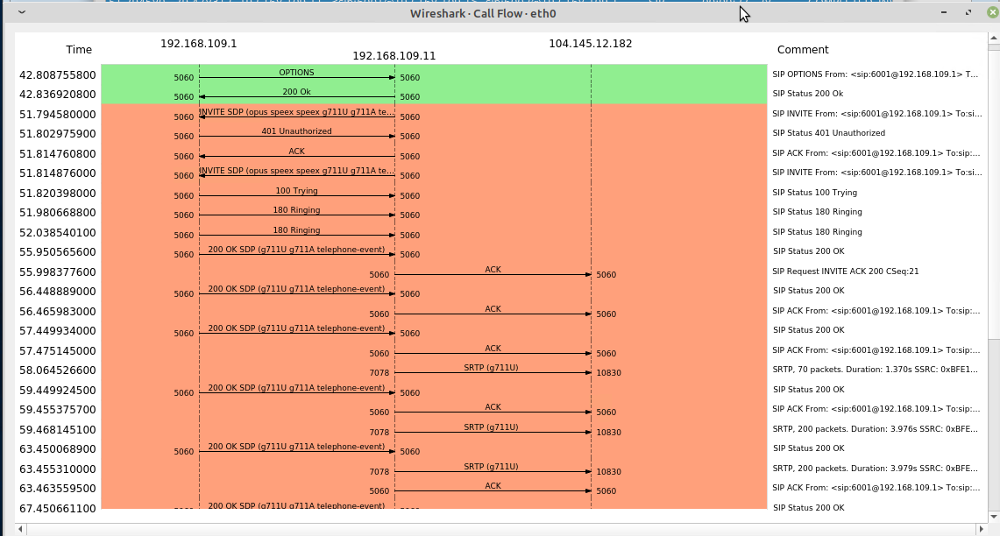 Wireshark · Call Flow · eth0
192.168.109.1 104.145.12.182
Time 192.168.109.11 Comment
42.808755800 5060 OPTIONS 5060 SIP OPTIONS From: <sip:6001@192.168.109.1> T...
42.836920800 5060 200 Ok 5060 SIP Status 200 Ok
51.794580000 5060 INVITE SDP (opus speex speex g711U g711A te... 5060 SIP INVITE From: <sip:6001@192.168.109.1> To:si...
51.802975900 5060 401 Unauthorized 5060 SIP Status 401 Unauthorized
51.814760800 5060 ACK 5060 SIP ACK From: <sip:6001@192.168.109.1> To:sip:...
51.814876000 5060 INVITE SDP (opus speex speex g711U g711A te... 5060 SIP INVITE From: <sip:6001@192.168.109.1> To:si...
51.820398000 5060 100 Trying 5060 SIP Status 100 Trying
51.980668800 5060 180 Ringing 5060 SIP Status 180 Ringing
52.038540100 5060 180 Ringing 5060 SIP Status 180 Ringing
55.950565600 5060 200 OK SDP (g711U g711A telephone-event) 5060 SIP Status 200 OK
55.998377600 5060 ACK 5060 SIP Request INVITE ACK 200 CSeq:21
56.448889000 5060 200 OK SDP (g711U g711A telephone-event) 5060 SIP Status 200 OK
56.465983000 5060 ACK 5060 SIP ACK From: <sip:6001@192.168.109.1> To:sip:...
57.449934000 5060 200 OK SDP (g711U g711A telephone-event) 5060 SIP Status 200 OK
57.475145000 5060 ACK 5060 SIP ACK From: <sip:6001@192.168.109.1> To:sip:...
58.064526600 7078 SRTP (g711U) 10830 SRTP, 70 packets. Duration: 1.370s SSRC: 0xBFE1...
59.449924500 5060 200 OK SDP (g711U g711A telephone-event) 5060 SIP Status 200 OK
59.455375700 5060 ACK 5060 SIP ACK From: <sip:6001@192.168.109.1> To:sip:...
59.468145100 7078 SRTP (g711U) 10830 SRTP, 200 packets. Duration: 3.976s SSRC: 0xBFE...
63.450068900 5060 200 OK SDP (g711U g711A telephone-event) 5060 SIP Status 200 OK
63.455310000 7078 SRTP (g711U) 10830 SRTP, 200 packets. Duration: 3.979s SSRC: 0xBFE...
63.463559500 5060 ACK 5060 SIP ACK From: <sip:6001@192.168.109.1> To:sip:...
67.450661100 200 OK SDP (g711U g711A telephone-event) SIP Status 200 OK